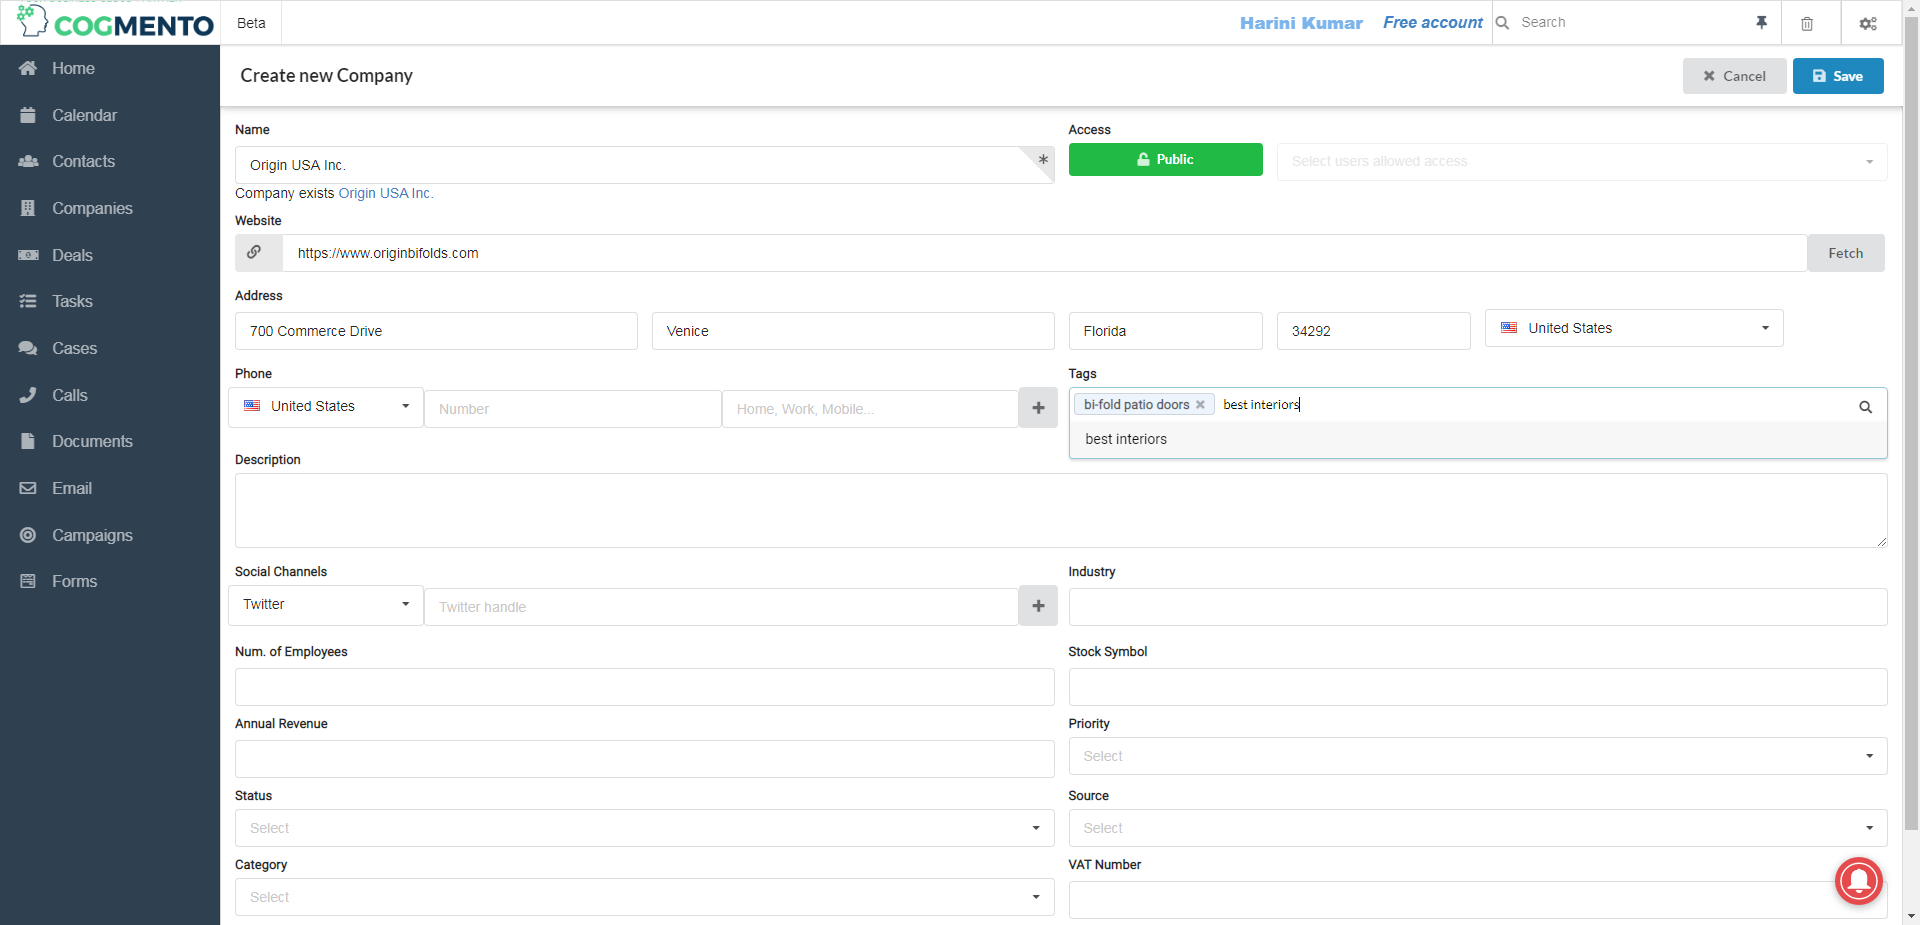 COGMENTO
Beta
Harini Kumar
Free account
Search
Home
Calendar
Contacts
Companies
Deals
Tasks
Cases
Calls
Documents
Email
Campaigns
Forms
Create new Company
Cancel
Save
Name
Origin USA Inc.
*
Company exists Origin USA Inc.
Access
Public
Select users allowed access
Website
https://www.originbifolds.com
Fetch
Address
700 Commerce Drive
Venice
Florida
34292
United States
Phone
United States
Number
Home, Work, Mobile...
Tags
bi-fold patio doors
best interiors
best interiors
Description
Social Channels
Twitter
Twitter handle
Industry
Num. of Employees
Stock Symbol
Annual Revenue
Priority
Select
Status
Select
Source
Select
Category
Select
VAT Number